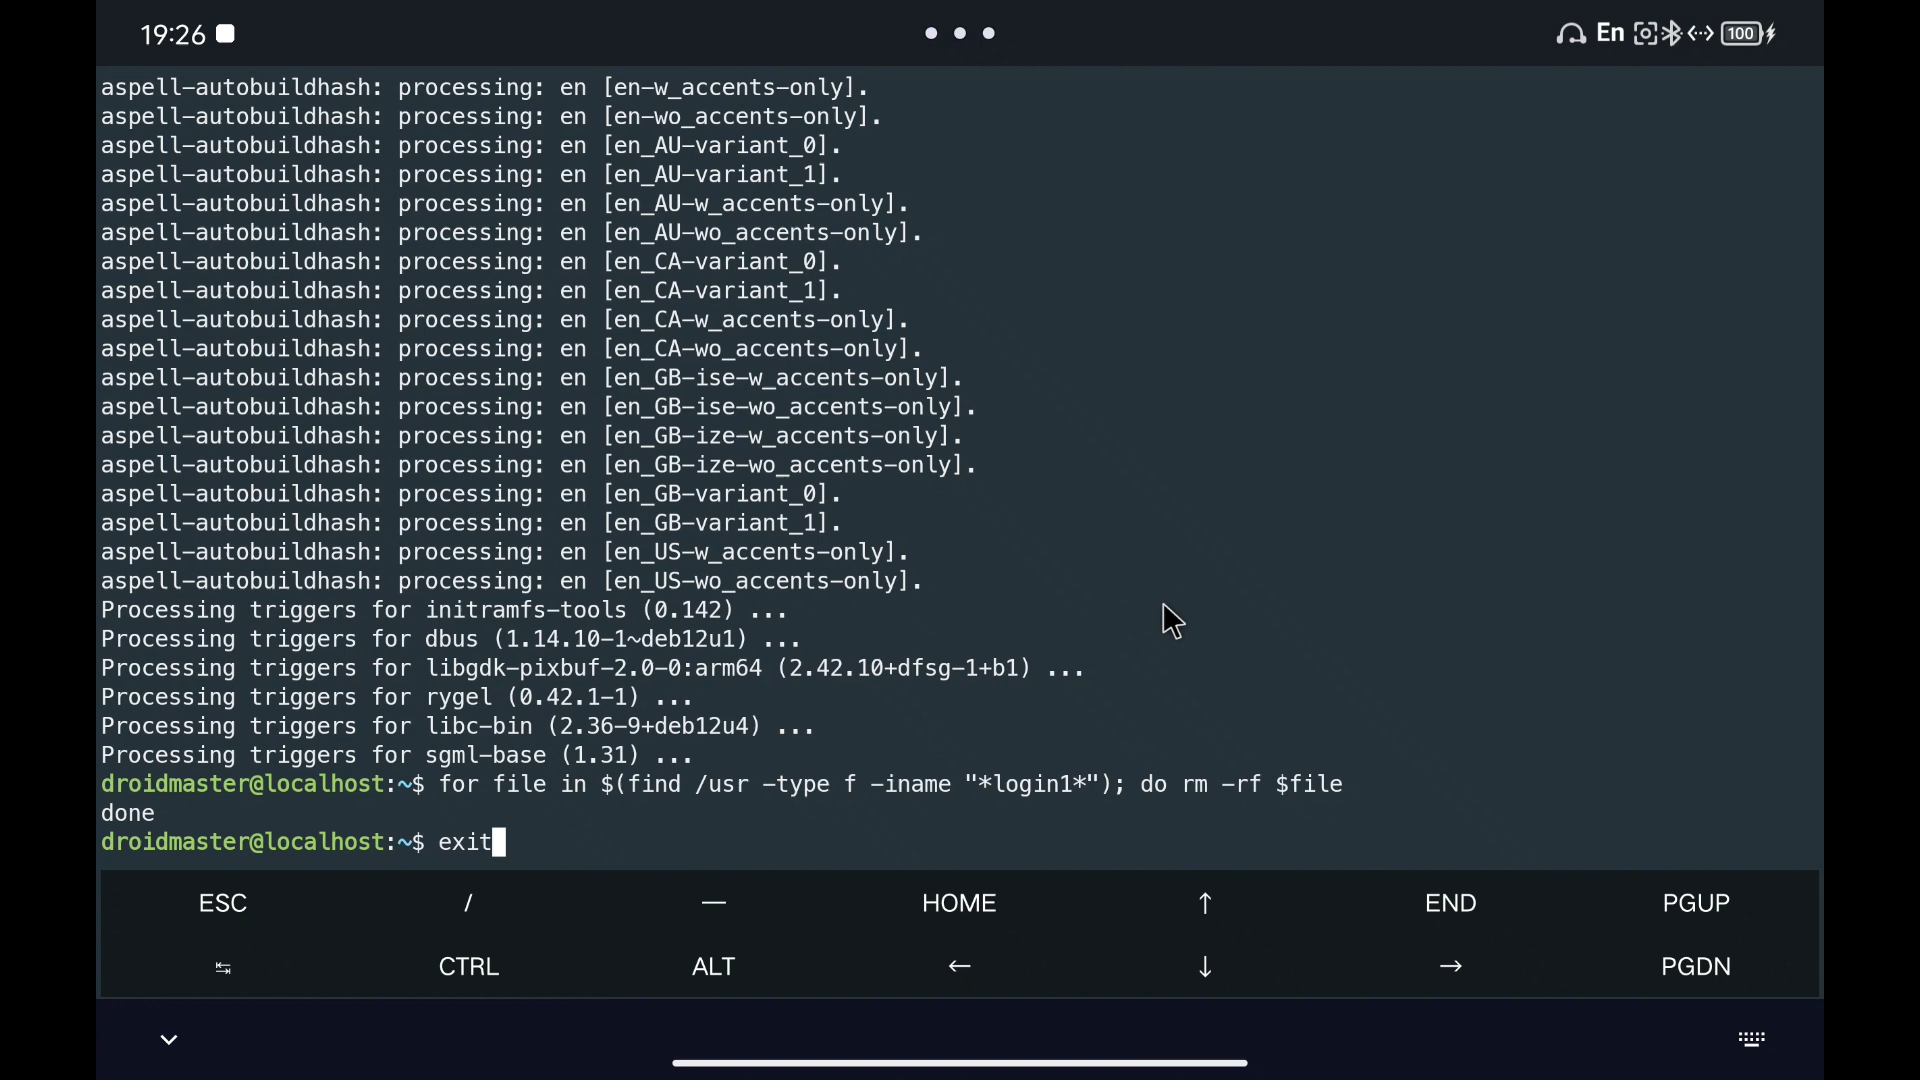 19:26
En
100
aspell-autobuildhash: processing: en [en-w_accents-only].
aspell-autobuildhash: processing: en [en-wo_accents-only].
aspell-autobuildhash: processing: en [en_AU-variant_0].
aspell-autobuildhash: processing: en [en_AU-variant_1].
aspell-autobuildhash: processing: en [en_AU-w_accents-only].
aspell-autobuildhash: processing: en [en_AU-wo_accents-only].
aspell-autobuildhash: processing: en [en_CA-variant_0].
aspell-autobuildhash: processing: en [en_CA-variant_1].
aspell-autobuildhash: processing: en [en_CA-w_accents-only].
aspell-autobuildhash: processing: en [en_CA-wo_accents-only].
aspell-autobuildhash: processing: en [en_GB-ise-w_accents-only].
aspell-autobuildhash: processing: en [en_GB-ise-wo_accents-only].
aspell-autobuildhash: processing: en [en_GB-ize-w_accents-only].
aspell-autobuildhash: processing: en [en_GB-ize-wo_accents-only].
aspell-autobuildhash: processing: en [en_GB-variant_0].
aspell-autobuildhash: processing: en [en_GB-variant_1].
aspell-autobuildhash: processing: en [en_US-w_accents-only].
aspell-autobuildhash: processing: en [en_US-wo_accents-only].
Processing triggers for initramfs-tools (0.142) ...
Processing triggers for dbus (1.14.10-1~deb12u1) ...
Processing triggers for libgdk-pixbuf-2.0-0:arm64 (2.42.10+dfsg-1+b1) ...
Processing triggers for rygel (0.42.1-1) ...
Processing triggers for libc-bin (2.36-9+deb12u4) ...
Processing triggers for sgml-base (1.31) ...
droidmaster@localhost:~$ for file in $(find /usr -type f -iname "*login1*"); do rm -rf $file
done
droidmaster@localhost:~$ exit
ESC / — HOME ↑ END PGUP
↹ CTRL ALT ← ↓ → PGDN